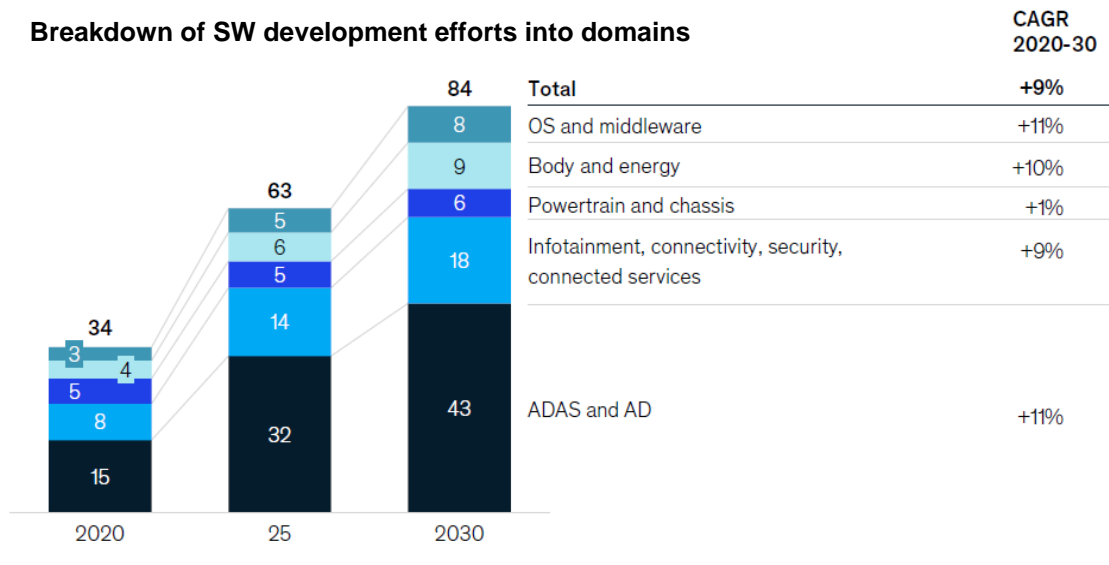 Breakdown of SW development efforts into domains
CAGR
2020-30
84 Total +9%
8 OS and middleware +11%
9 Body and energy +10%
63
5
6 Powertrain and chassis +1%
6
18 Infotainment, connectivity, security, +9%
connected services
5
14
34
3
4
5
8
15
32
43 ADAS and AD +11%
2020 25 2030